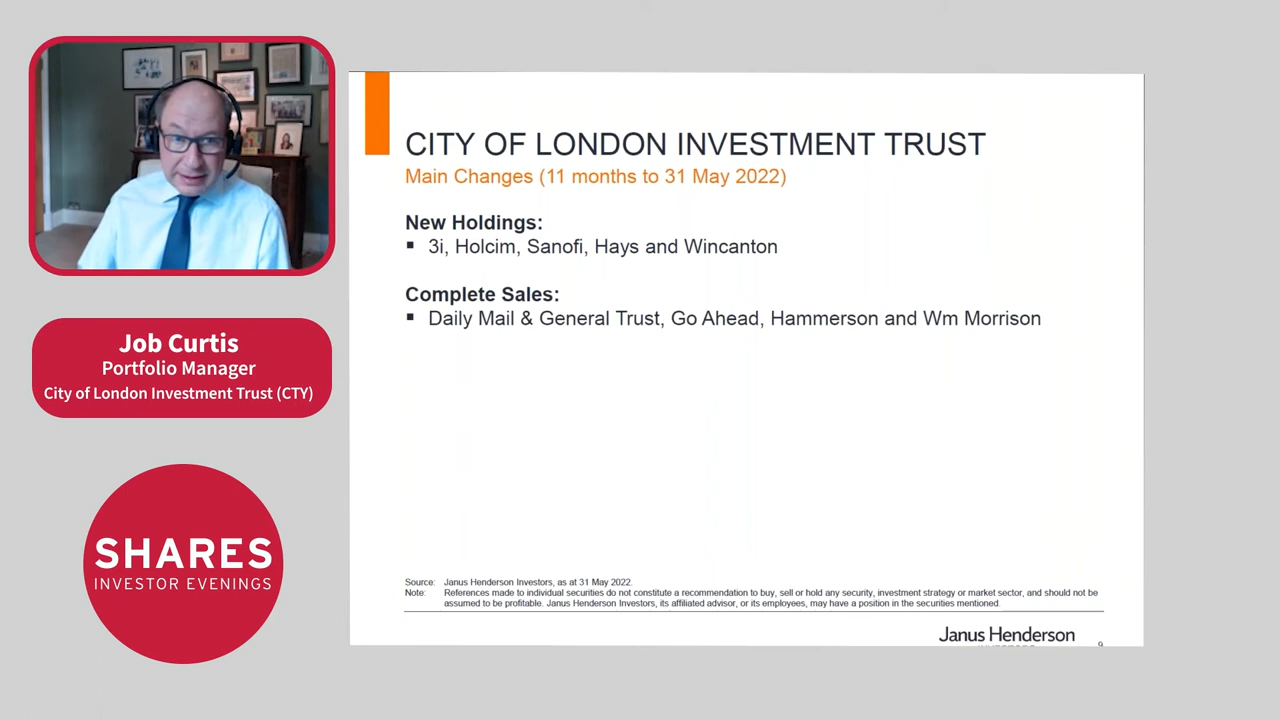 CITY OF LONDON INVESTMENT TRUST
Main Changes (11 months to 31 May 2022)
New Holdings:
▪ 3i, Holcim, Sanofi, Hays and Wincanton
Complete Sales:
▪ Daily Mail & General Trust, Go Ahead, Hammerson and Wm Morrison
Source: Janus Henderson Investors, as at 31 May 2022.
Note: References made to individual securities do not constitute a recommendation to buy, sell or hold any security, investment strategy or market sector, and should not be
assumed to be profitable. Janus Henderson Investors, its affiliated advisor, or its employees, may have a position in the securities mentioned.
Janus Henderson
Job Curtis
Portfolio Manager
City of London Investment Trust (CTY)
SHARES
INVESTOR EVENINGS